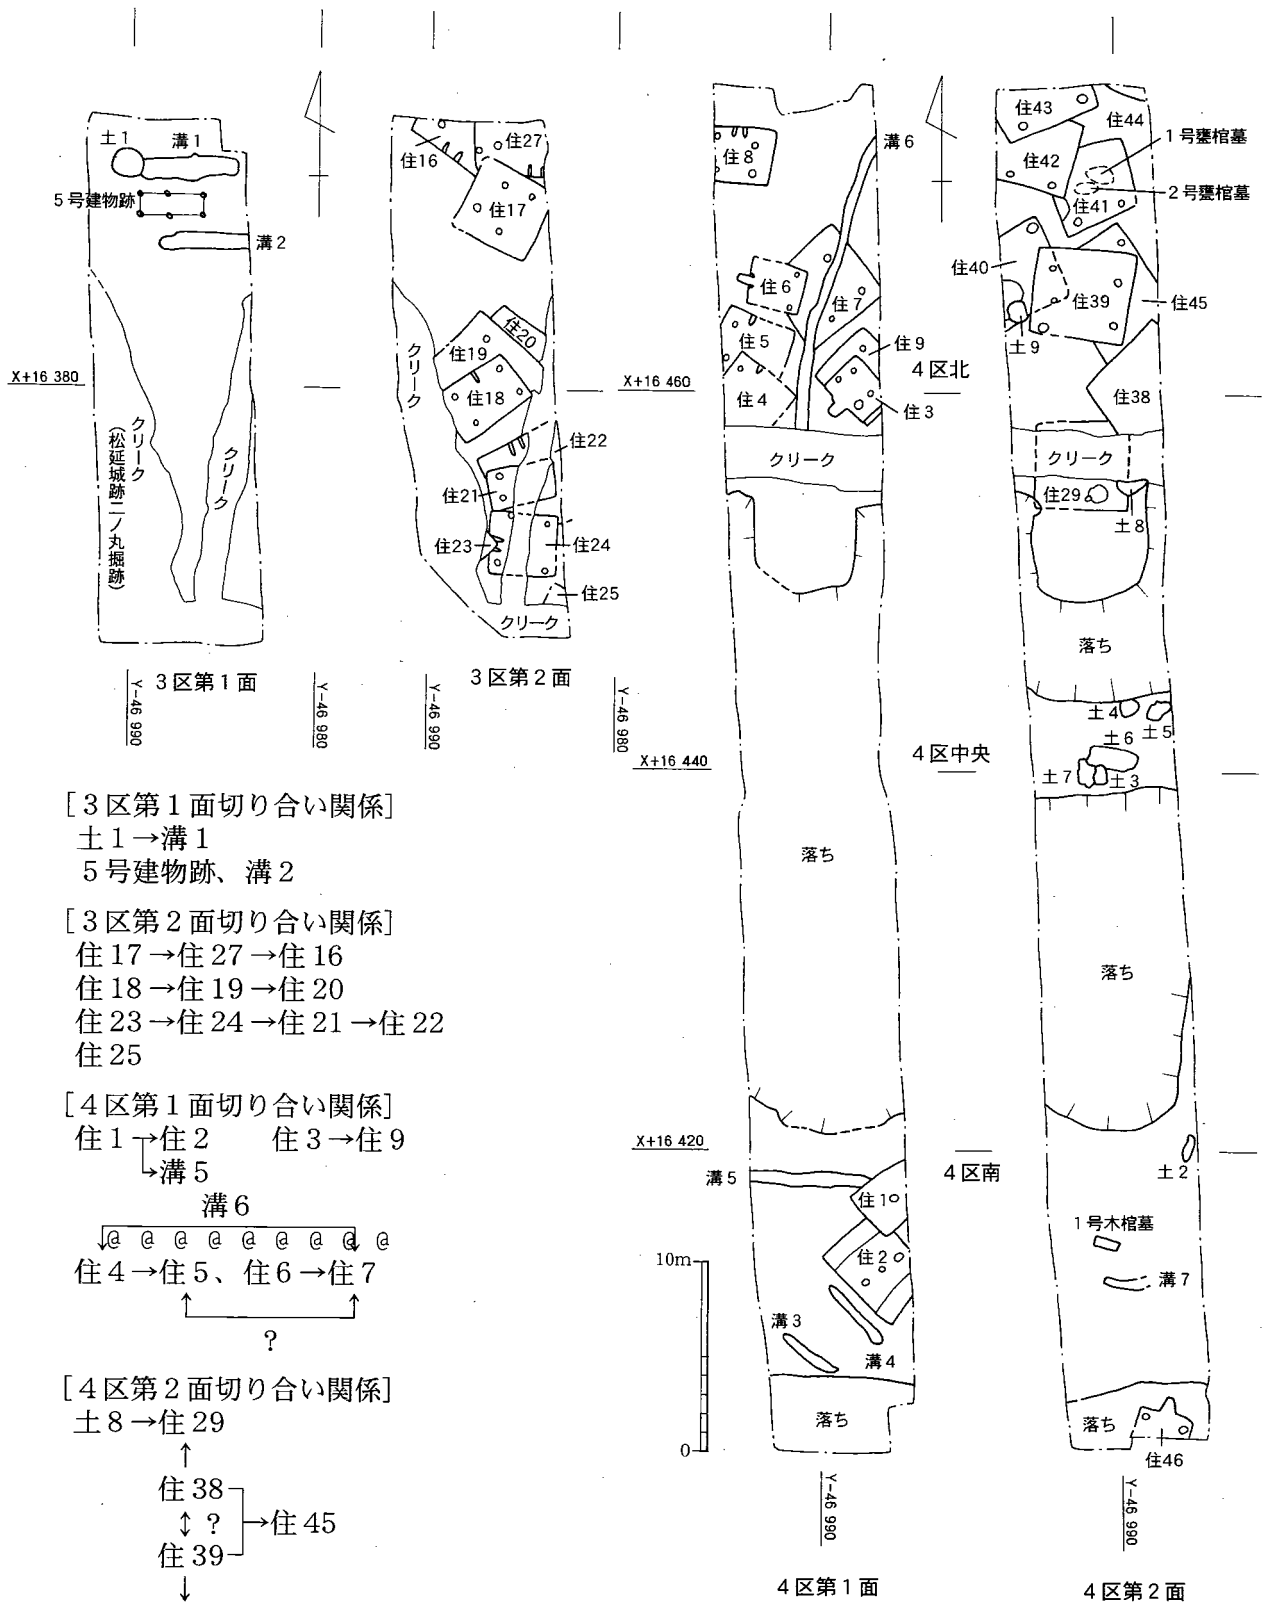 土1
溝1
5号建物跡
溝2
X+16 380
クリーク
(松延城跡二ノ丸掘跡)
クリーク
3区第1面
Y-46 990
Y-46 980
住16
住27
住17
住20
住19
住18
クリーク
住22
住21
住23
住24
住25
クリーク
3区第2面
Y-46 990
Y-46 980
住8
溝6
住6
住7
住5
住9
4区北
X+16 460
住4
住3
クリーク
4区中央
X+16 440
落ち
X+16 420
4区南
溝5
住1
住2
10m
0
溝3
溝4
落ち
Y-46 990
4区第1面
住43
住44
1号甕棺墓
住42
2号甕棺墓
住41
住40
住39
住45
土9
住38
クリーク
住29
土8
落ち
土4
土5
土6
土7
土3
落ち
土2
1号木棺墓
溝7
落ち
住46
Y-46 990
4区第2面
[3区第1面切り合い関係]
土1→溝1
5号建物跡、溝2
[3区第2面切り合い関係]
住17→住27→住16
住18→住19→住20
住23→住24→住21→住22
住25
[4区第1面切り合い関係]
住1→住2 住3→住9
↳溝5
溝6
@ @ @ @ @ @ @ @ @
住4→住5、住6→住7
?
[4区第2面切り合い関係]
土8→住29
↑
住38
↕ ? →住45
住39
↓